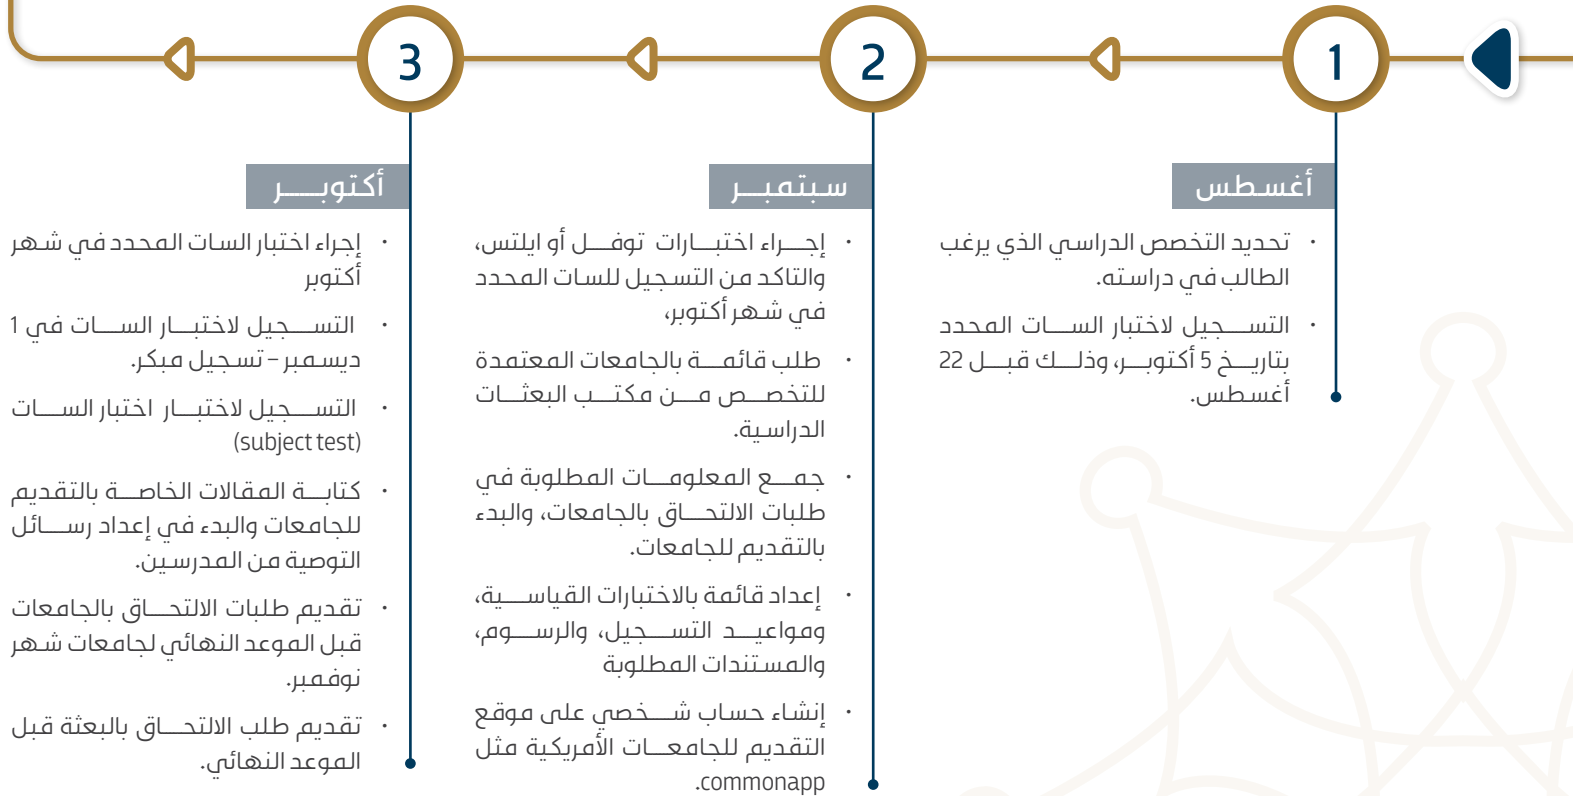 1
أغسطس
· تحديد التخصص الدراسي الذي يرغب
الطالب في دراسته.
· التسجيل لاختبار السات المحدد
بتاريخ 5 أكتوبر، وذلك قبل 22
أغسطس.
2
سبتمبر
· إجراء اختبارات توفل أو ايلتس،
والتاكد من التسجيل للسات المحدد
في شهر أكتوبر،
· طلب قائمة بالجامعات المعتمدة
للتخصص من مكتب البعثات
الدراسية.
· جمع المعلومات المطلوبة في
طلبات الالتحاق بالجامعات، والبدء
بالتقديم للجامعات.
· إعداد قائمة بالاختبارات القياسية،
ومواعيد التسجيل، والرسوم،
والمستندات المطلوبة
· إنشاء حساب شخصي على موقع
التقديم للجامعات الأمريكية مثل
commonapp.
3
أكتوبر
· إجراء اختبار السات المحدد في شهر
أكتوبر
· التسجيل لاختبار السات في 1
ديسمبر – تسجيل مبكر.
· التسجيل لاختبار اختبار السات
(subject test)
· كتابة المقالات الخاصة بالتقديم
للجامعات والبدء في إعداد رسائل
التوصية من المدرسين.
· تقديم طلبات الالتحاق بالجامعات
قبل الموعد النهائي لجامعات شهر
نوفمبر.
· تقديم طلب الالتحاق بالبعثة قبل
الموعد النهائي.